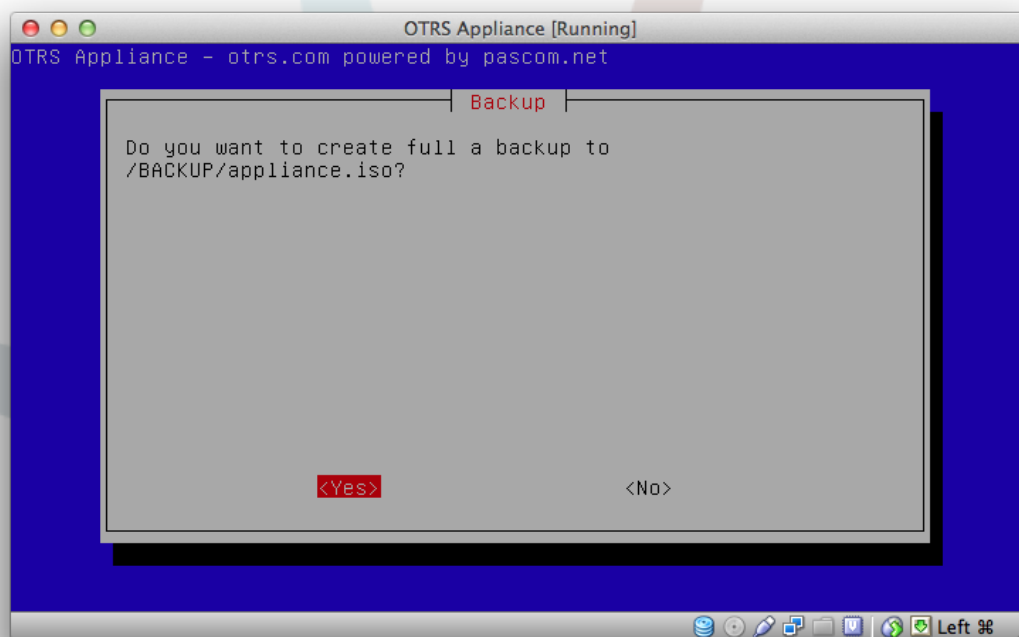 OTRS Appliance [Running]
OTRS Appliance - otrs.com powered by pascom.net
Backup
Do you want to create full a backup to
/BACKUP/appliance.iso?
<Yes> <No>
Left ⌘